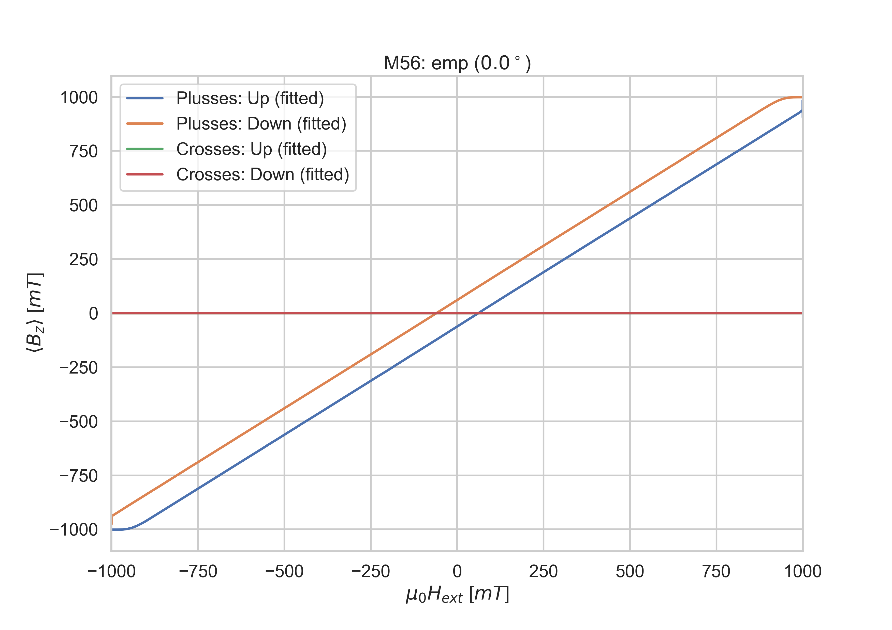 M56: emp (0.0°)
Plusses: Up (fitted)
Plusses: Down (fitted)
Crosses: Up (fitted)
Crosses: Down (fitted)
1000
750
500
250
0
−250
−500
−750
−1000
⟨B_z⟩ [mT]
−1000 −750 −500 −250 0 250 500 750 1000
μ₀H_ext [mT]